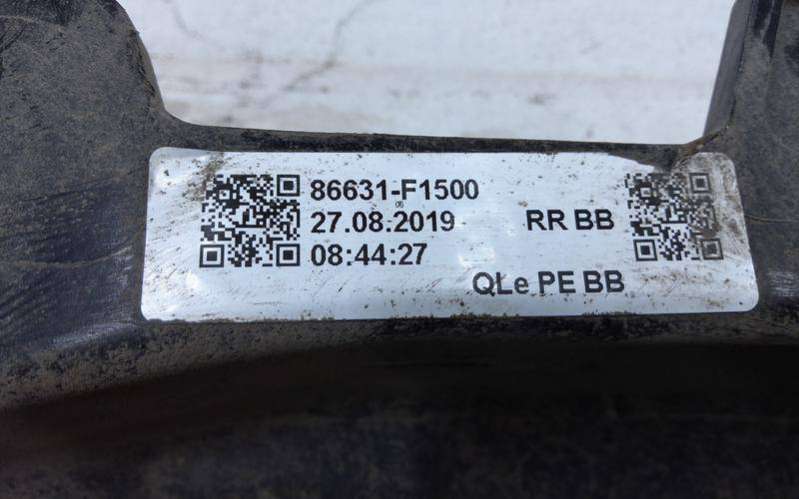 86631-F1500
27.08.2019
RR BB
08:44:27
QLe PE BB